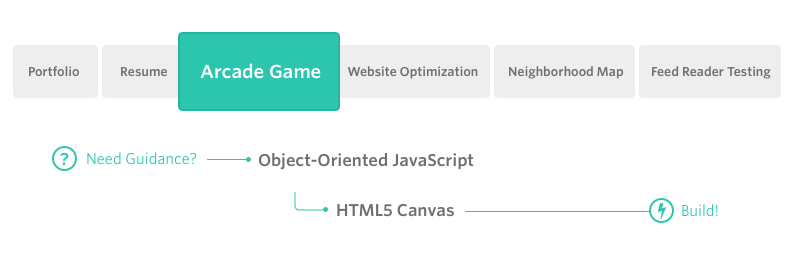 Portfolio Resume Arcade Game Website Optimization Neighborhood Map Feed Reader Testing
? Need Guidance? Object-Oriented JavaScript
HTML5 Canvas Build!